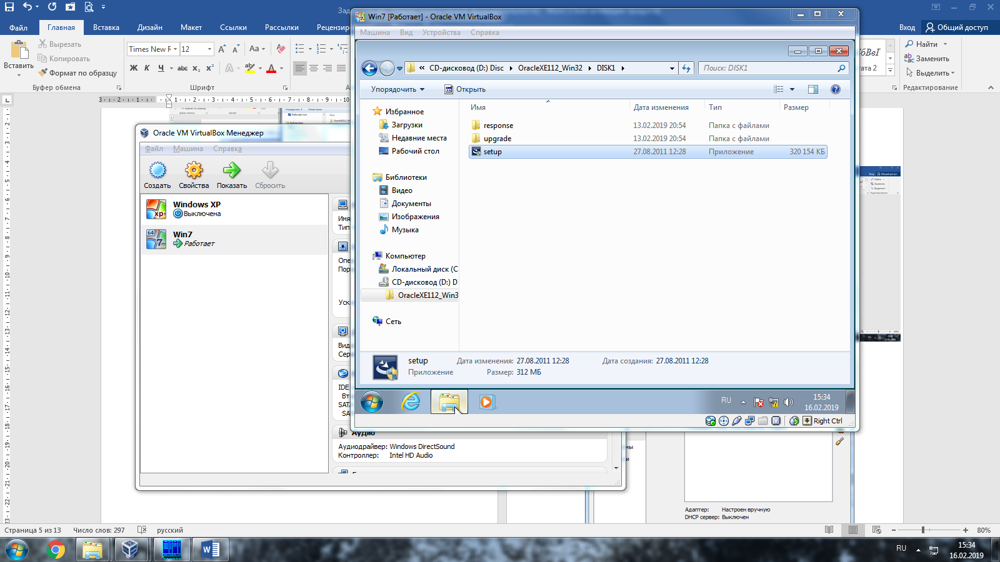 Файл
Главная
Вставка
Дизайн
Макет
Ссылки
Рассылки
Рецензир
Вход
Общий доступ
Вставить
Вырезать
Копировать
Формат по образцу
Буфер обмена
Times New R
12
Aa
Ж К Ч abc x₂ x²
Шрифт
Найти
Заменить
Выделить
Редактирование
Win7 [Работает] - Oracle VM VirtualBox
Машина Вид Устройства Справка
« CD-дисковод (D:) Disc OracleXE112_Win32 DISK1
Поиск: DISK1
Упорядочить
Открыть
Имя Дата изменения Тип Размер
response 13.02.2019 20:54 Папка с файлами
upgrade 13.02.2019 20:54 Папка с файлами
setup 27.08.2011 12:28 Приложение 320 154 КБ
Избранное
Загрузки
Недавние места
Рабочий стол
Библиотеки
Видео
Документы
Изображения
Музыка
Компьютер
Локальный диск (C
CD-дисковод (D:) D
OracleXE112_Win3
Сеть
setup Дата изменения: 27.08.2011 12:28 Дата создания: 27.08.2011 12:28
Приложение Размер: 312 МБ
RU
15:34
16.02.2019
Right Ctrl
Oracle VM VirtualBox Менеджер
Файл Машина Справка
Создать Свойства Показать Сбросить
Windows XP
Выключена
64
Win7
Работает
Имя
Тип
Опе
Пор
Уск
Вид
Сер
IDE
Вт
SATA
SA
Аудио
Аудиодрайвер: Windows DirectSound
Контроллер: Intel HD Audio
Адаптер: Настроен вручную
DHCP сервер: Выключен
Страница 5 из 13
Число слов: 297
русский
80%
RU
15:34
16.02.2019